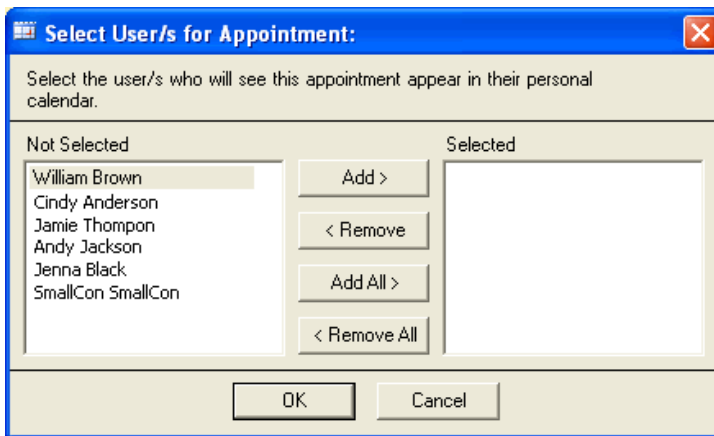 Select User/s for Appointment:
Select the user/s who will see this appointment appear in their personal
calendar.
Not Selected
Selected
William Brown
Cindy Anderson
Jamie Thompon
Andy Jackson
Jenna Black
SmallCon SmallCon
Add >
< Remove
Add All >
< Remove All
OK
Cancel